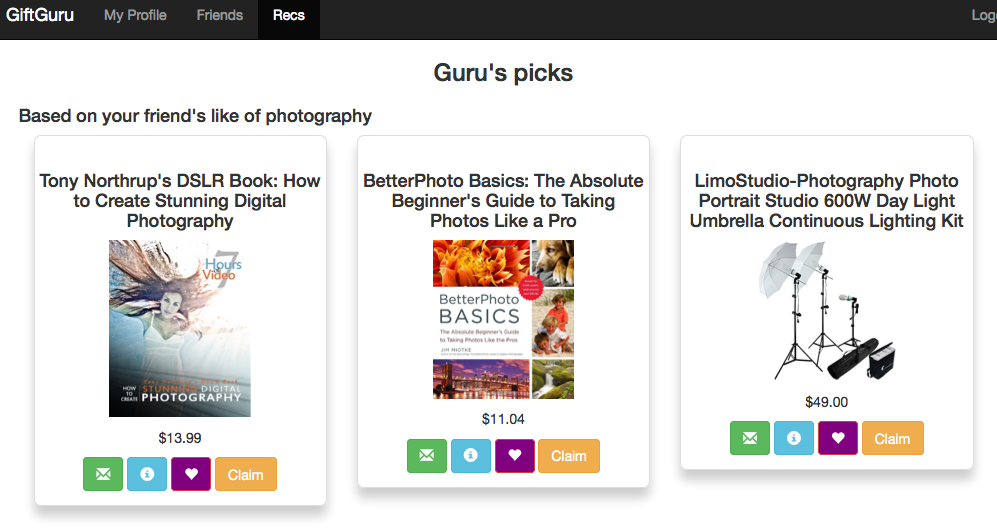 GiftGuru My Profile Friends Recs
Guru's picks
Based on your friend's like of photography
Tony Northrup's DSLR Book: How
to Create Stunning Digital
Photography
7
Hours
Video
HOW
TO
CREATE
STUNNING DIGITAL
PHOTOGRAPHY
$13.99
Claim
BetterPhoto Basics: The Absolute
Beginner's Guide to Taking
Photos Like a Pro
BetterPhoto
BASICS
The Absolute Beginner's Guide
to Taking Photos Like the Pros
JIM MIOTKE
$11.04
Claim
LimoStudio-Photography Photo
Portrait Studio 600W Day Light
Umbrella Continuous Lighting Kit
$49.00
Claim